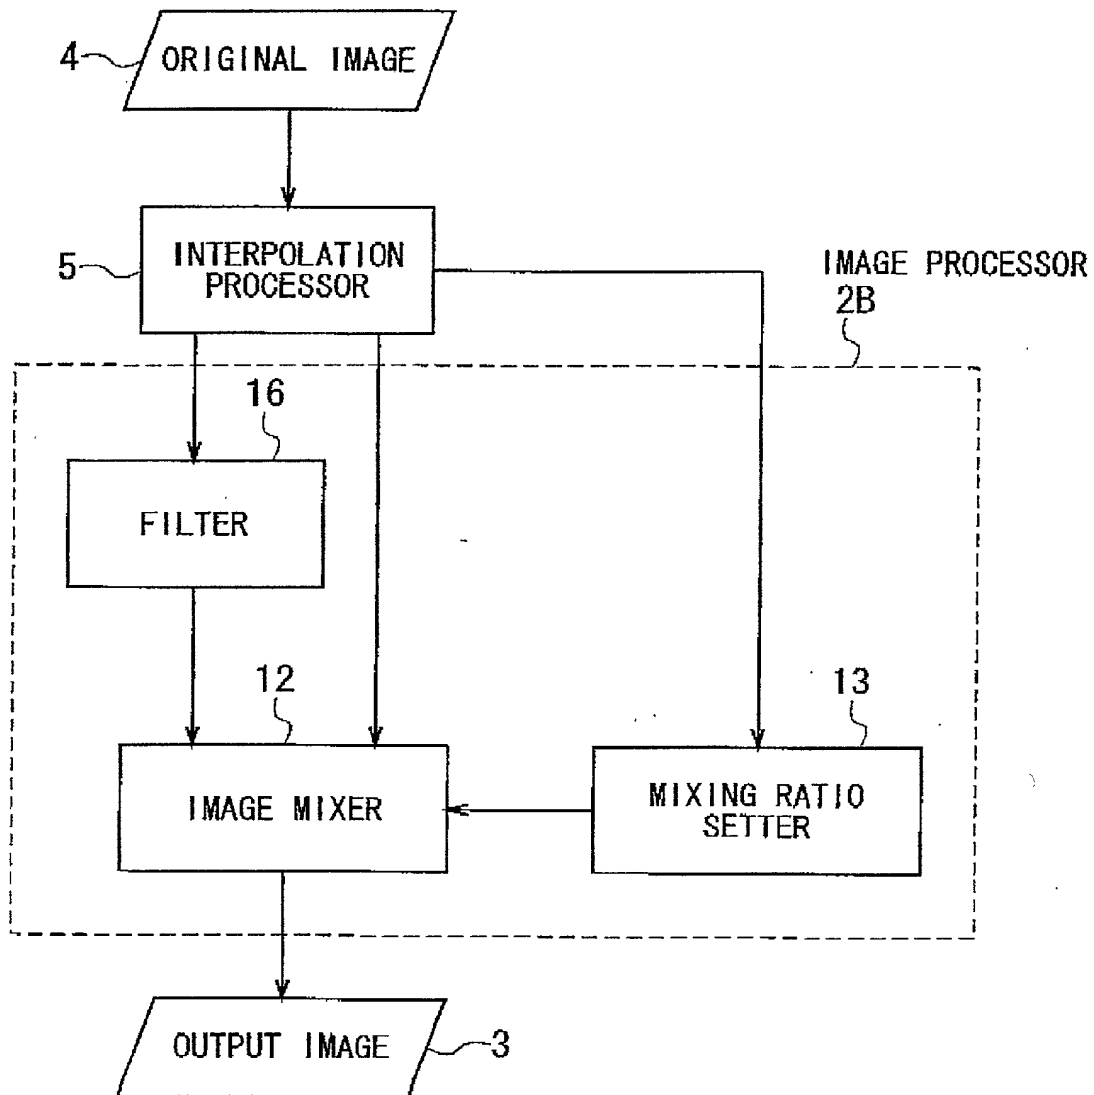 4
ORIGINAL IMAGE
5
INTERPOLATION
PROCESSOR
IMAGE PROCESSOR
2B
16
FILTER
12
IMAGE MIXER
13
MIXING RATIO
SETTER
OUTPUT IMAGE
3